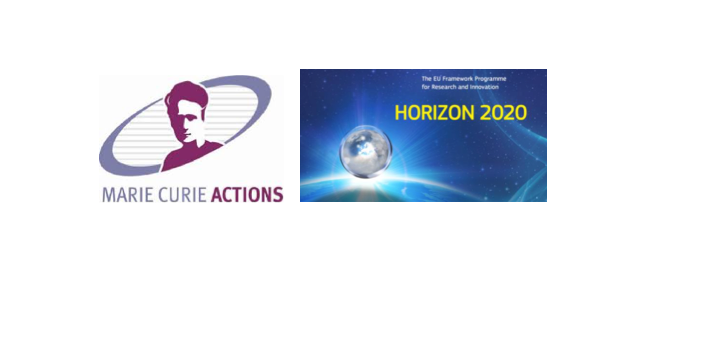 MARIE CURIE ACTIONS
The EU Framework Programme
for Research and Innovation
HORIZON 2020